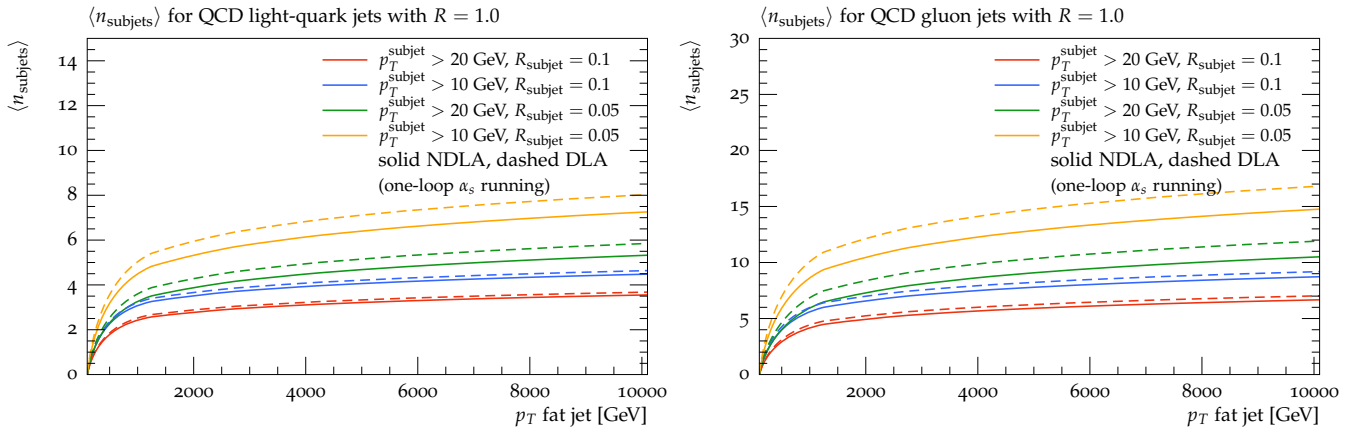 ⟨n_subjets⟩ for QCD light-quark jets with R = 1.0
⟨n_subjets⟩
14
12
10
8
6
4
2
0
p_T^subjet > 20 GeV, R_subjet = 0.1
p_T^subjet > 10 GeV, R_subjet = 0.1
p_T^subjet > 20 GeV, R_subjet = 0.05
p_T^subjet > 10 GeV, R_subjet = 0.05
solid NDLA, dashed DLA
(one-loop α_s running)
2000 4000 6000 8000 10000
p_T fat jet [GeV]
⟨n_subjets⟩ for QCD gluon jets with R = 1.0
⟨n_subjets⟩
30
25
20
15
10
5
0
p_T^subjet > 20 GeV, R_subjet = 0.1
p_T^subjet > 10 GeV, R_subjet = 0.1
p_T^subjet > 20 GeV, R_subjet = 0.05
p_T^subjet > 10 GeV, R_subjet = 0.05
solid NDLA, dashed DLA
(one-loop α_s running)
2000 4000 6000 8000 10000
p_T fat jet [GeV]